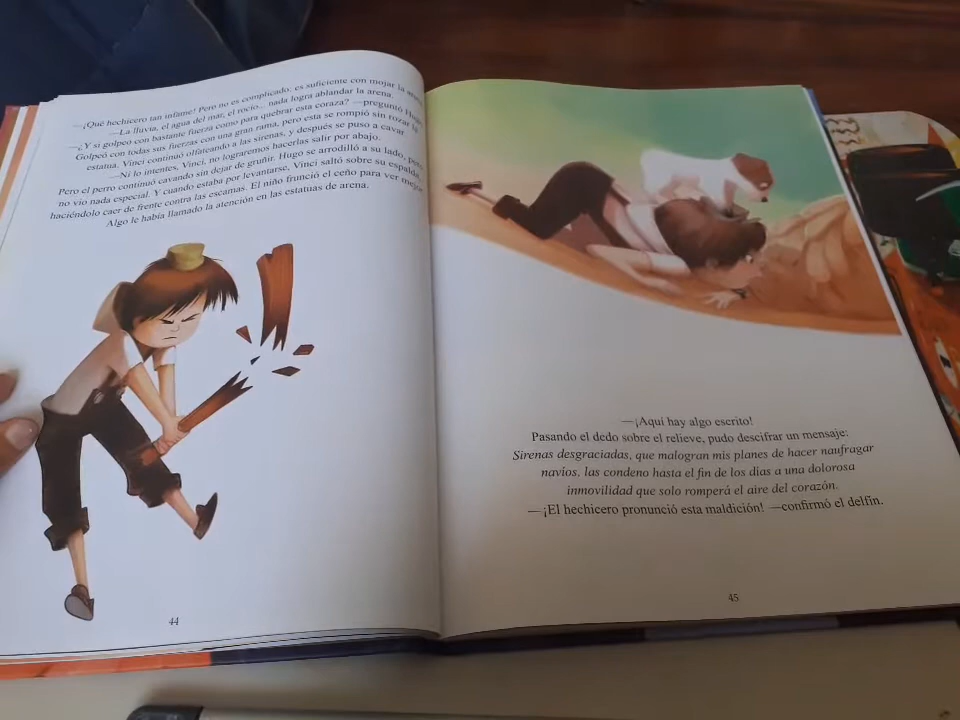 —¡Qué hechicero tan infame! Pero no es complicado, es suficiente con mojar la arena
—La lluvia, el agua del mar, el rocío... nada logra ablandar la arena.
—¿Y si golpeo con bastante fuerza como para quebrar esta coraza? —preguntó Hugo.
Golpeó con todas sus fuerzas con una gran rama, pero esta se rompió sin rozar la
estatua. Vinci continuó olfateando a las sirenas, y después se puso a cavar
—Ni lo intentes, Vinci, no lograremos hacerlas salir por abajo.
Pero el perro continuó cavando sin dejar de gruñir. Hugo se arrodilló a su lado, pero
no vio nada especial. Y cuando estaba por levantarse, Vinci saltó sobre su espalda,
haciéndolo caer de frente contra las escamas. El niño frunció el ceño para ver mejor
Algo le había llamado la atención en las estatuas de arena.
44
—¡Aquí hay algo escrito!
Pasando el dedo sobre el relieve, pudo descifrar un mensaje:
Sirenas desgraciadas, que malogran mis planes de hacer naufragar
navíos, las condeno hasta el fin de los días a una dolorosa
inmovilidad que solo romperá el aire del corazón.
—¡El hechicero pronunció esta maldición! —confirmó el delfín.
45